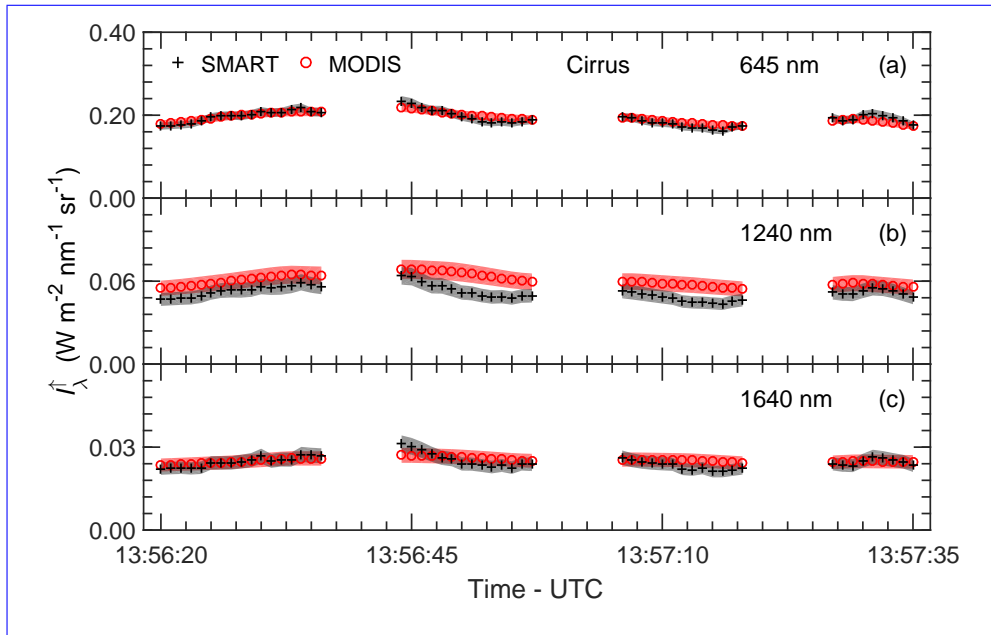 0.40
SMART MODIS Cirrus 645 nm (a)
0.20
0.00
1240 nm (b)
0.06
0.00
1640 nm (c)
0.03
0.00
I↑λ (W m-2 nm-1 sr-1)
13:56:20 13:56:45 13:57:10 13:57:35
Time - UTC